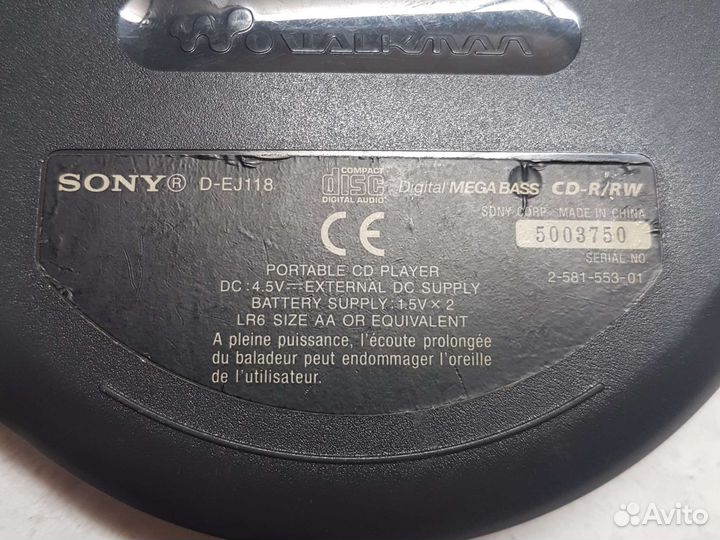 WALKMAN
SONY® D-EJ118 COMPACT disc DIGITAL AUDIO Digital MEGA BASS CD-R/RW
SONY CORP. MADE IN CHINA
5003750
SERIAL NO.
2-581-553-01
CE
PORTABLE CD PLAYER
DC:4.5V⎓EXTERNAL DC SUPPLY
BATTERY SUPPLY:1.5V×2
LR6 SIZE AA OR EQUIVALENT
A pleine puissance, l'écoute prolongée
du baladeur peut endommager l'oreille
de l'utilisateur.
Avito